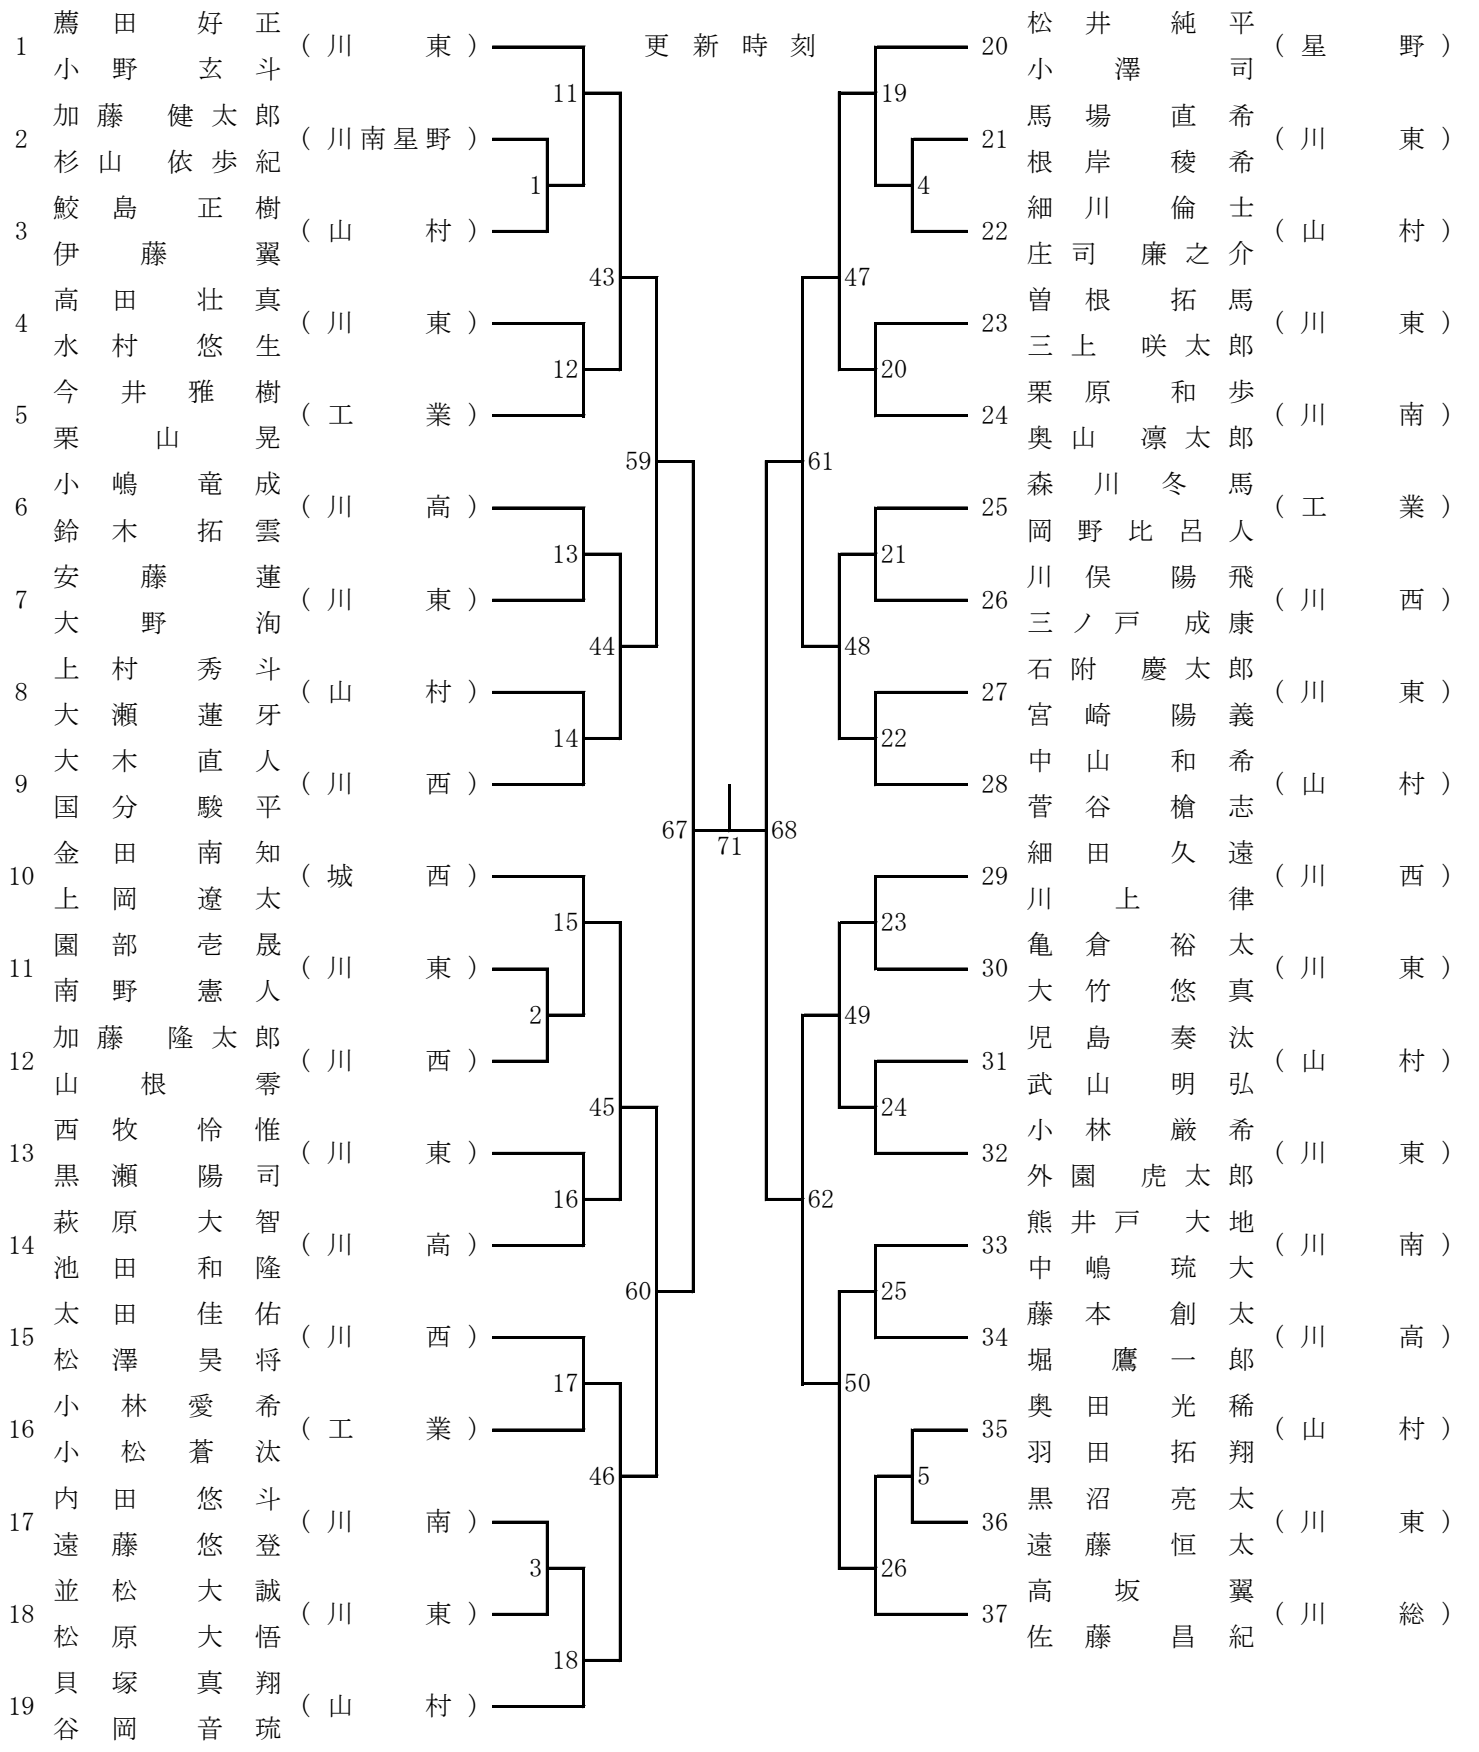 更新時刻
薦田 好正
1 (川東)
小野 玄斗
加藤 健太郎
2 (川南星野)
杉山 依歩紀
鮫島 正樹
3 (山村)
伊藤 翼
高田 壮真
4 (川東)
水村 悠生
今井 雅樹
5 (工業)
栗山 晃
小嶋 竜成
6 (川高)
鈴木 拓雲
安藤 蓮
7 (川東)
大野 洵
上村 秀斗
8 (山村)
大瀬 蓮牙
大木 直人
9 (川西)
国分 駿平
金田 南知
10 (城西)
上岡 遼太
園部 壱晟
11 (川東)
南野 憲人
加藤 隆太郎
12 (川西)
山根 零
西牧 怜惟
13 (川東)
黒瀬 陽司
萩原 大智
14 (川高)
池田 和隆
太田 佳佑
15 (川西)
松澤 昊将
小林 愛希
16 (工業)
小松 蒼汰
内田 悠斗
17 (川南)
遠藤 悠登
並松 大誠
18 (川東)
松原 大悟
貝塚 真翔
19 (山村)
谷岡 音琉
11
1
43
12
59
13
44
14
67
15
2
45
16
60
17
46
3
18
71
19
4
47
20
61
21
48
22
68
23
49
24
62
25
50
5
26
松井 純平
20 (星野)
小澤 司
馬場 直希
21 (川東)
根岸 稜希
細川 倫士
22 (山村)
庄司 廉之介
曽根 拓馬
23 (川東)
三上 咲太郎
栗原 和歩
24 (川南)
奥山 凛太郎
森川 冬馬
25 (工業)
岡野 比呂人
川俣 陽飛
26 (川西)
三ノ戸 成康
石附 慶太郎
27 (川東)
宮崎 陽義
中山 和希
28 (山村)
菅谷 槍志
細田 久遠
29 (川西)
川上 律
亀倉 裕太
30 (川東)
大竹 悠真
児島 奏汰
31 (山村)
武山 明弘
小林 厳希
32 (川東)
外園 虎太郎
熊井戸 大地
33 (川南)
中嶋 琉大
藤本 創太
34 (川高)
堀 鷹一郎
奥田 光稀
35 (山村)
羽田 拓翔
黒沼 亮太
36 (川東)
遠藤 恒太
高坂 翼
37 (川総)
佐藤 昌紀